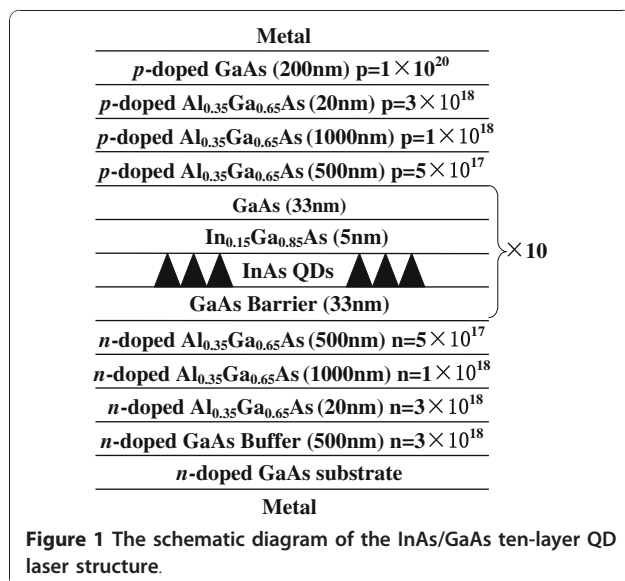 Metal
p-doped GaAs (200nm) p=1×10²⁰
p-doped Al₀.₃₅Ga₀.₆₅As (20nm) p=3×10¹⁸
p-doped Al₀.₃₅Ga₀.₆₅As (1000nm) p=1×10¹⁸
p-doped Al₀.₃₅Ga₀.₆₅As (500nm) p=5×10¹⁷
GaAs (33nm)
In₀.₁₅Ga₀.₈₅As (5nm)
×10
InAs QDs
GaAs Barrier (33nm)
n-doped Al₀.₃₅Ga₀.₆₅As (500nm) n=5×10¹⁷
n-doped Al₀.₃₅Ga₀.₆₅As (1000nm) n=1×10¹⁸
n-doped Al₀.₃₅Ga₀.₆₅As (20nm) n=3×10¹⁸
n-doped GaAs Buffer (500nm) n=3×10¹⁸
n-doped GaAs substrate
Metal
Figure 1 The schematic diagram of the InAs/GaAs ten-layer QD
laser structure.